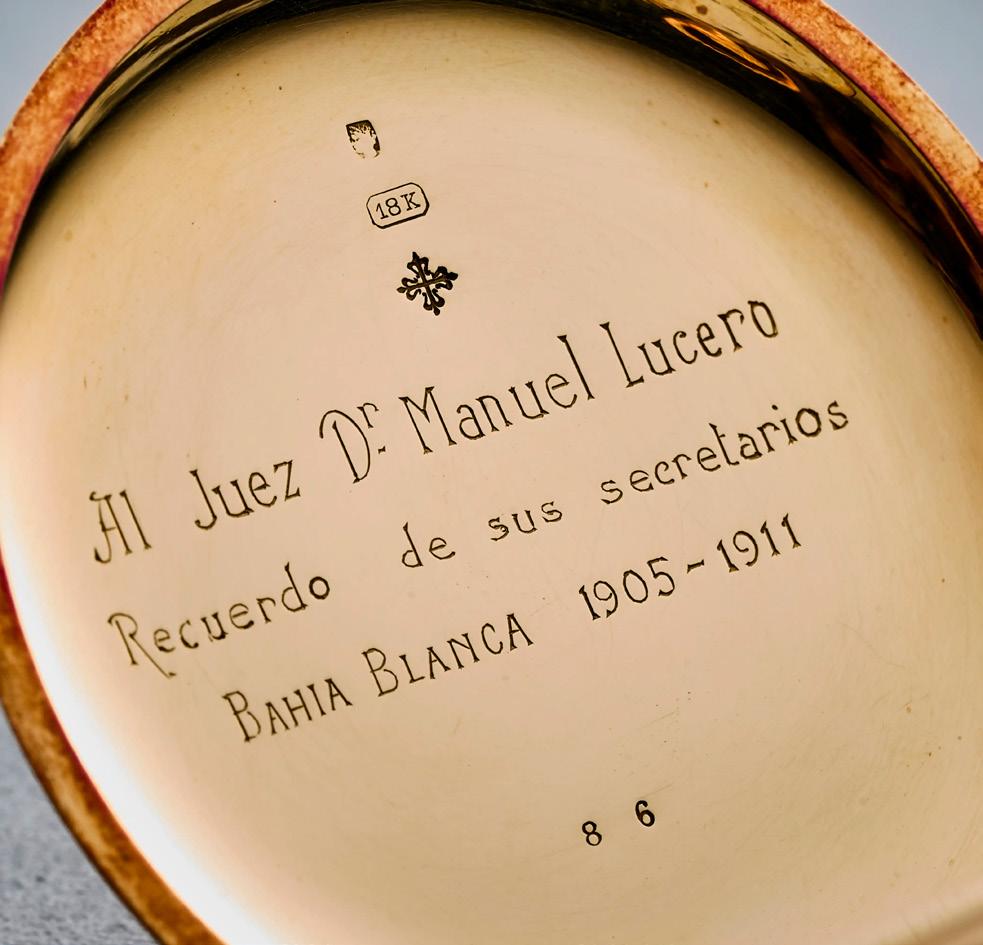 18K
Al Juez Dr. Manuel Lucero
Recuerdo de sus secretarios
BAHIA BLANCA 1905-1911
8 6